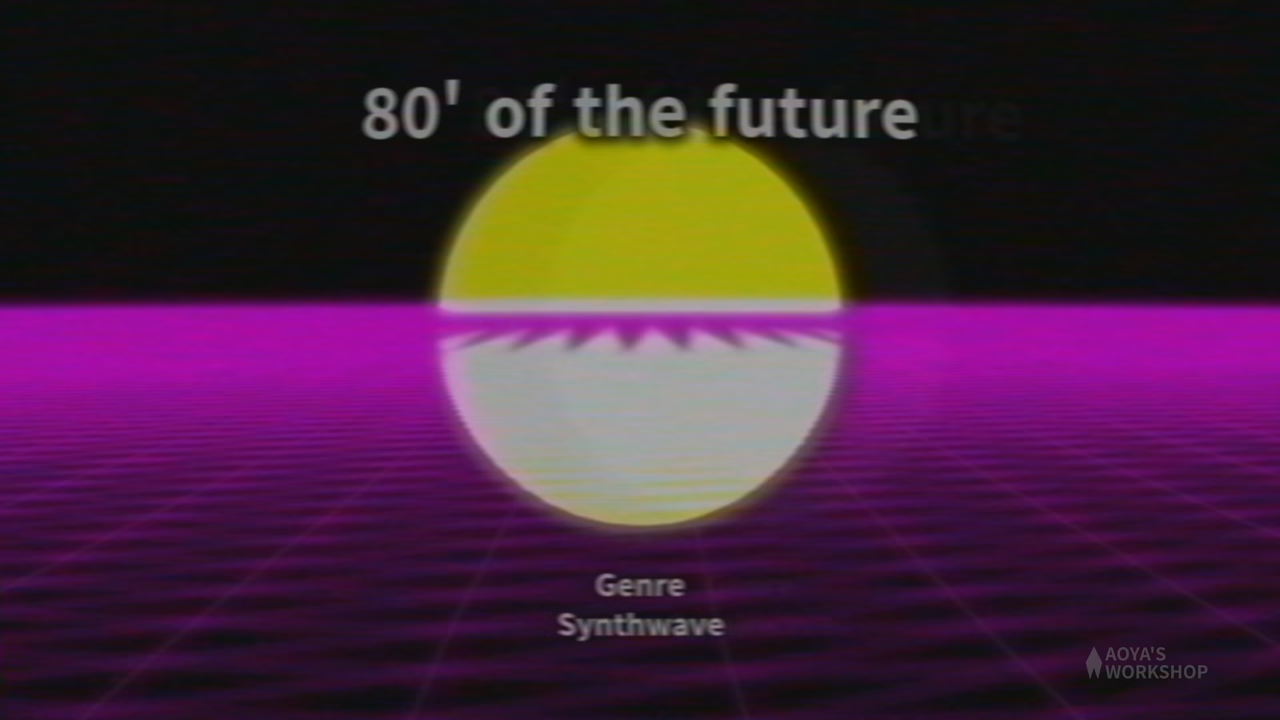 80' of the future
Genre
Synthwave
AOYA'S
WORKSHOP